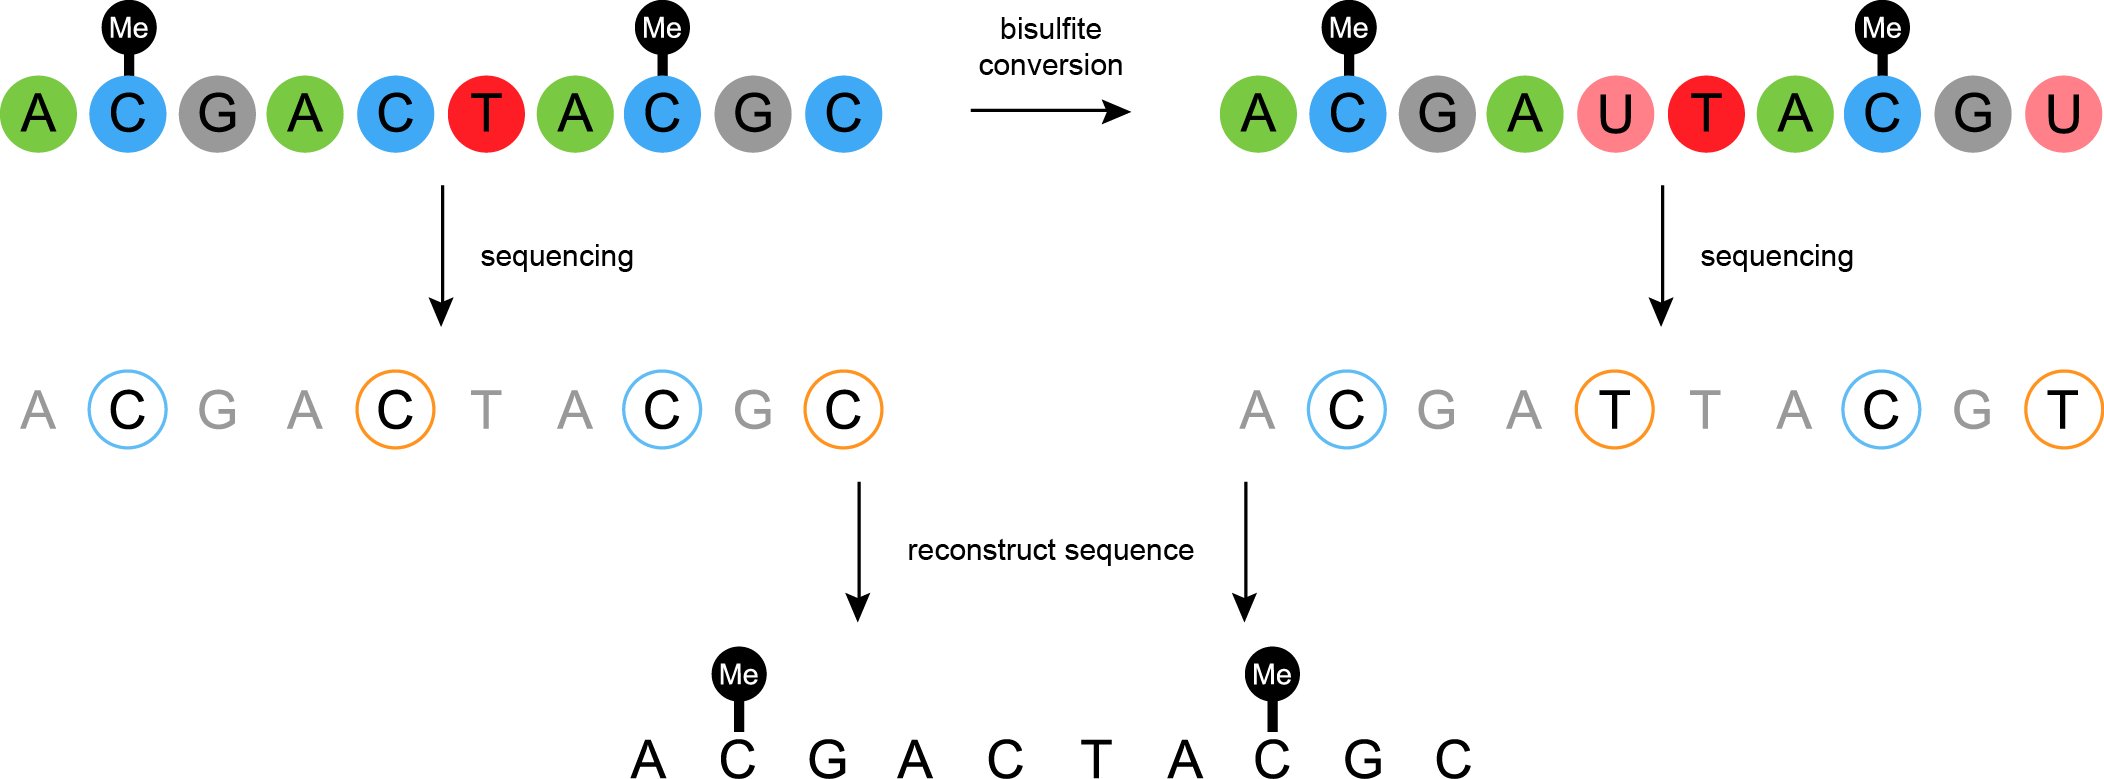 Me Me
bisulfite
conversion
Me Me
A C G A C T A C G C
A C G A U T A C G U
sequencing
sequencing
A C G A C T A C G C
A C G A T T A C G T
reconstruct sequence
Me Me
A C G A C T A C G C